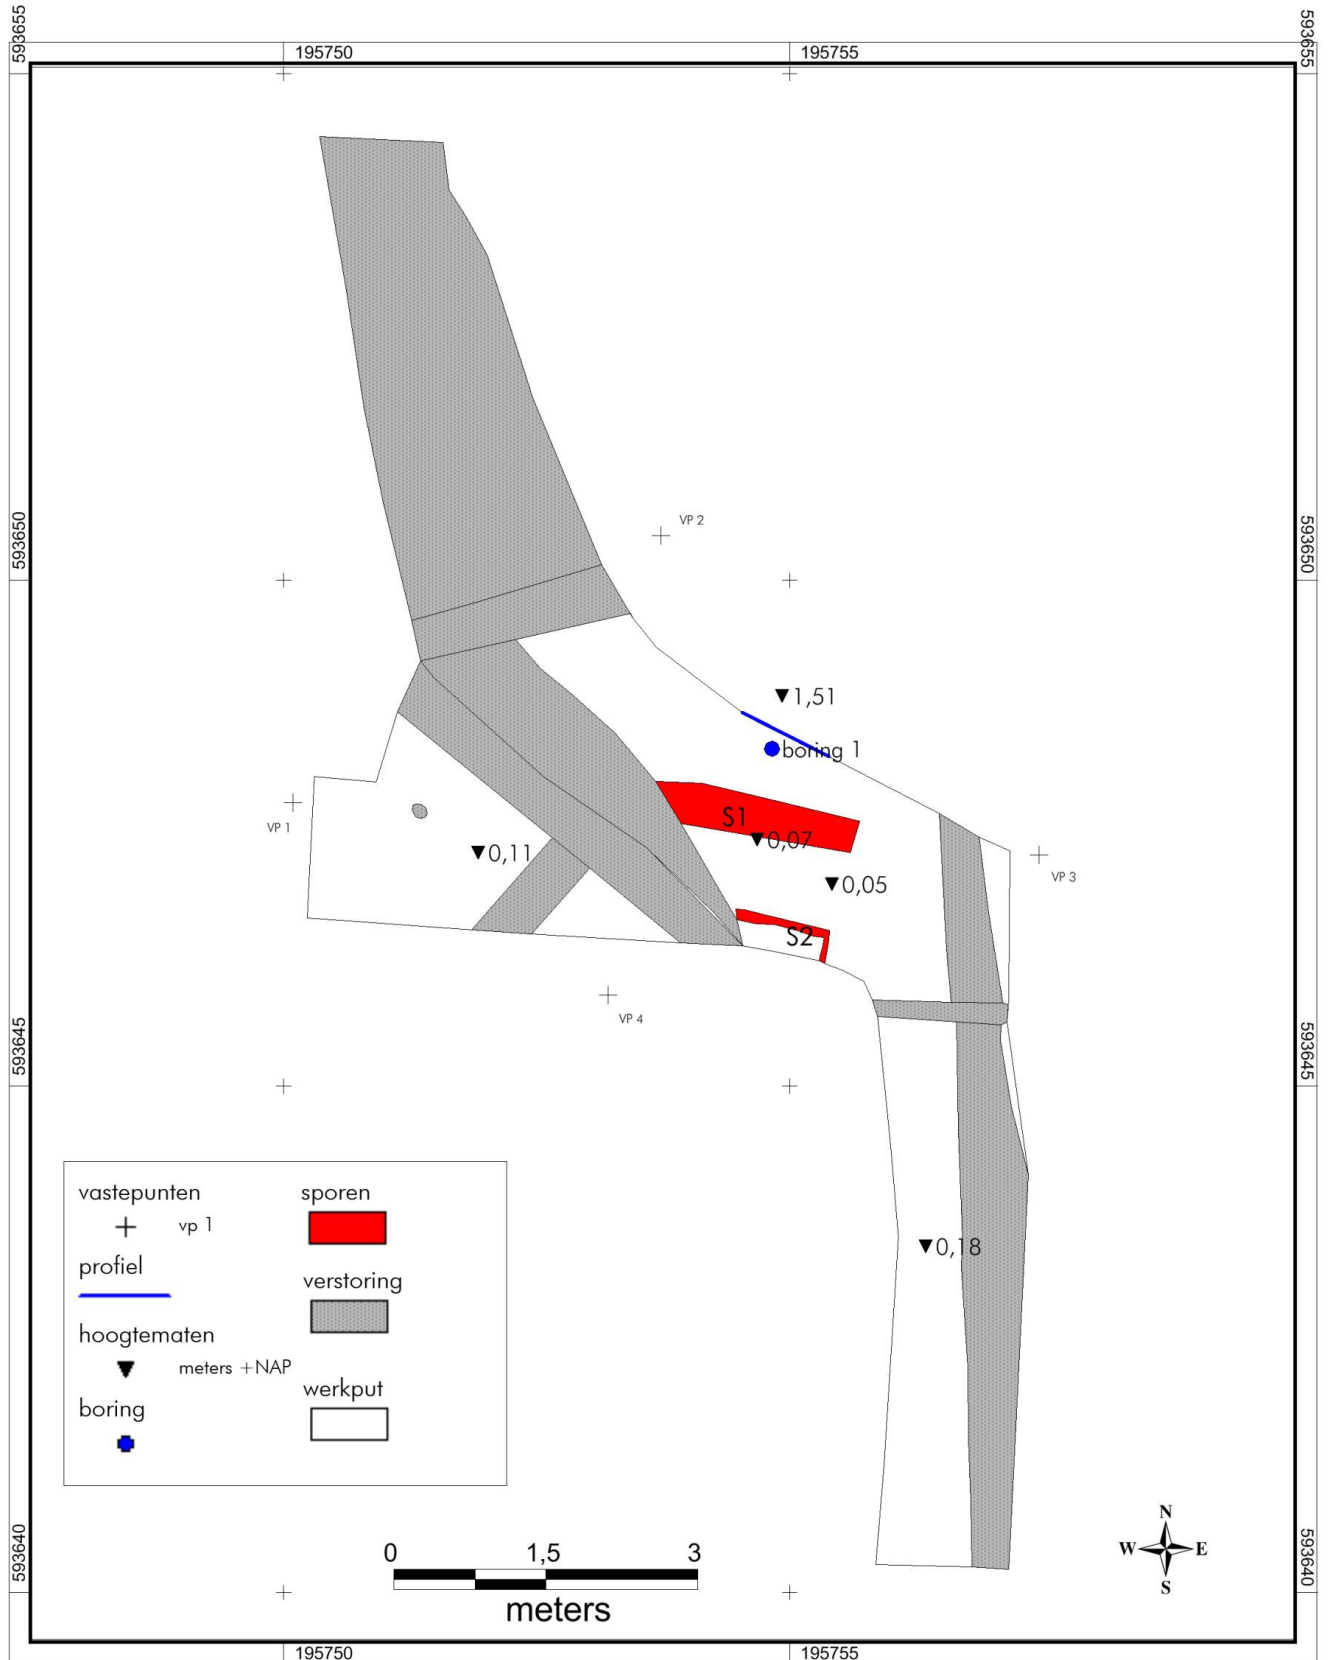 195750 195755
593655 593655
VP 2
593650 593650
1,51
boring 1
S1
0,07
VP 1
0,11
0,05
VP 3
S2
VP 4
593645 593645
0,18
vastepunten sporen
vp 1
profiel
verstoring
hoogtematen
meters +NAP
werkput
boring
N
W E
S
0 1,5 3
meters
593640 593640
195750 195755